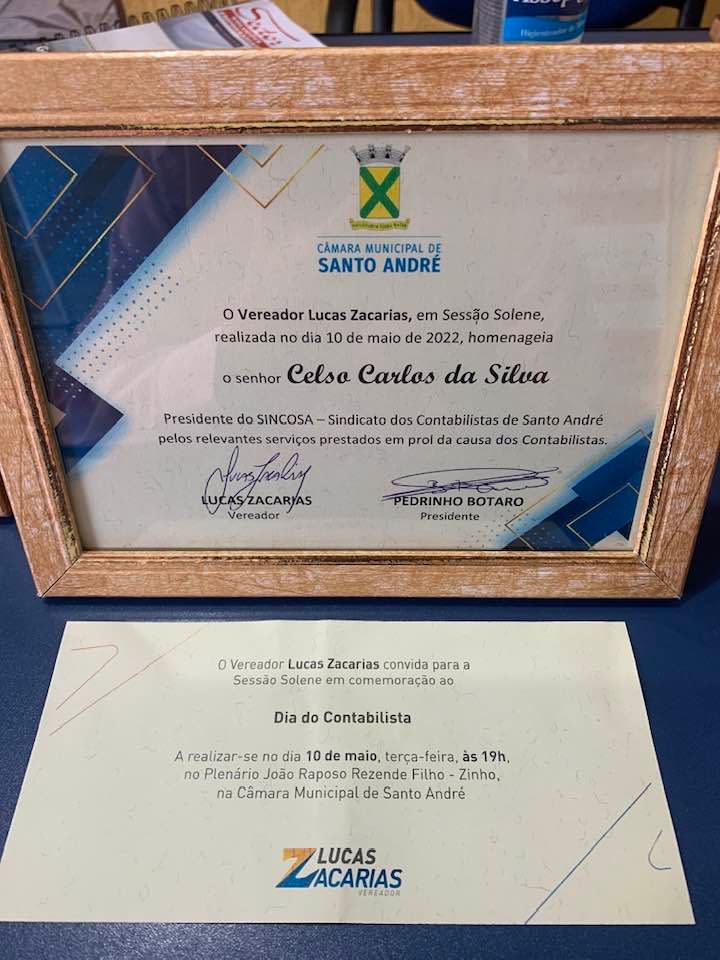 CÂMARA MUNICIPAL DE
SANTO ANDRÉ
O Vereador Lucas Zacarias, em Sessão Solene,
realizada no dia 10 de maio de 2022, homenageia
o senhor Celso Carlos da Silva
Presidente do SINCOSA – Sindicato dos Contabilistas de Santo André
pelos relevantes serviços prestados em prol da causa dos Contabilistas.
LUCAS ZACARIAS
Vereador
PEDRINHO BOTARO
Presidente
O Vereador Lucas Zacarias convida para a
Sessão Solene em comemoração ao
Dia do Contabilista
A realizar-se no dia 10 de maio, terça-feira, às 19h,
no Plenário João Raposo Rezende Filho - Zinho,
na Câmara Municipal de Santo André
LUCAS
ZACARIAS
VEREADOR